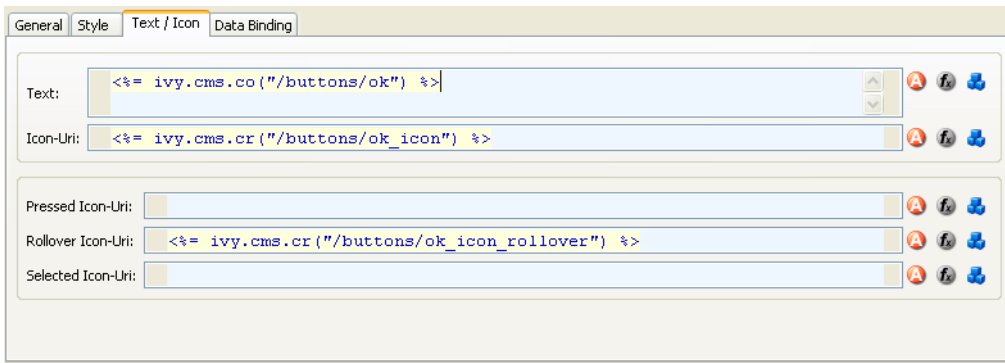 General Style Text / Icon Data Binding
Text: <%= ivy.cms.co("/buttons/ok") %>
Icon-Uri: <%= ivy.cms.cr("/buttons/ok_icon") %>
Pressed Icon-Uri:
Rollover Icon-Uri: <%= ivy.cms.cr("/buttons/ok_icon_rollover") %>
Selected Icon-Uri: